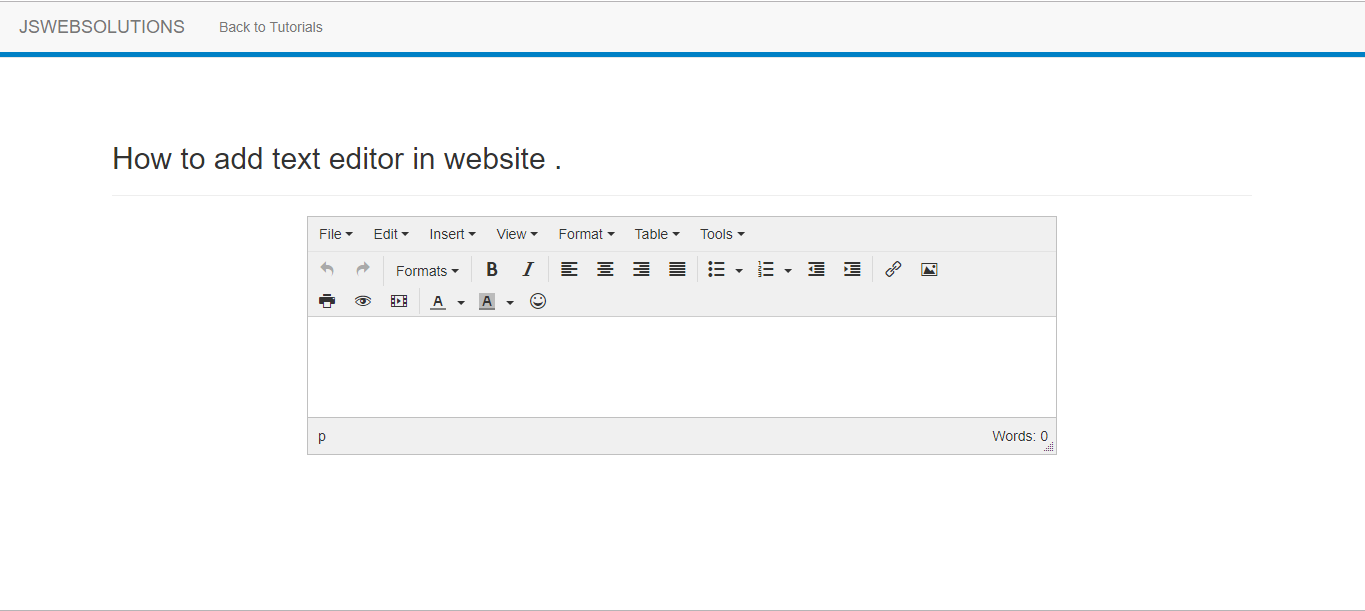 JSWEBSOLUTIONS Back to Tutorials
How to add text editor in website .
File Edit Insert View Format Table Tools
Formats B I
A A
p Words: 0